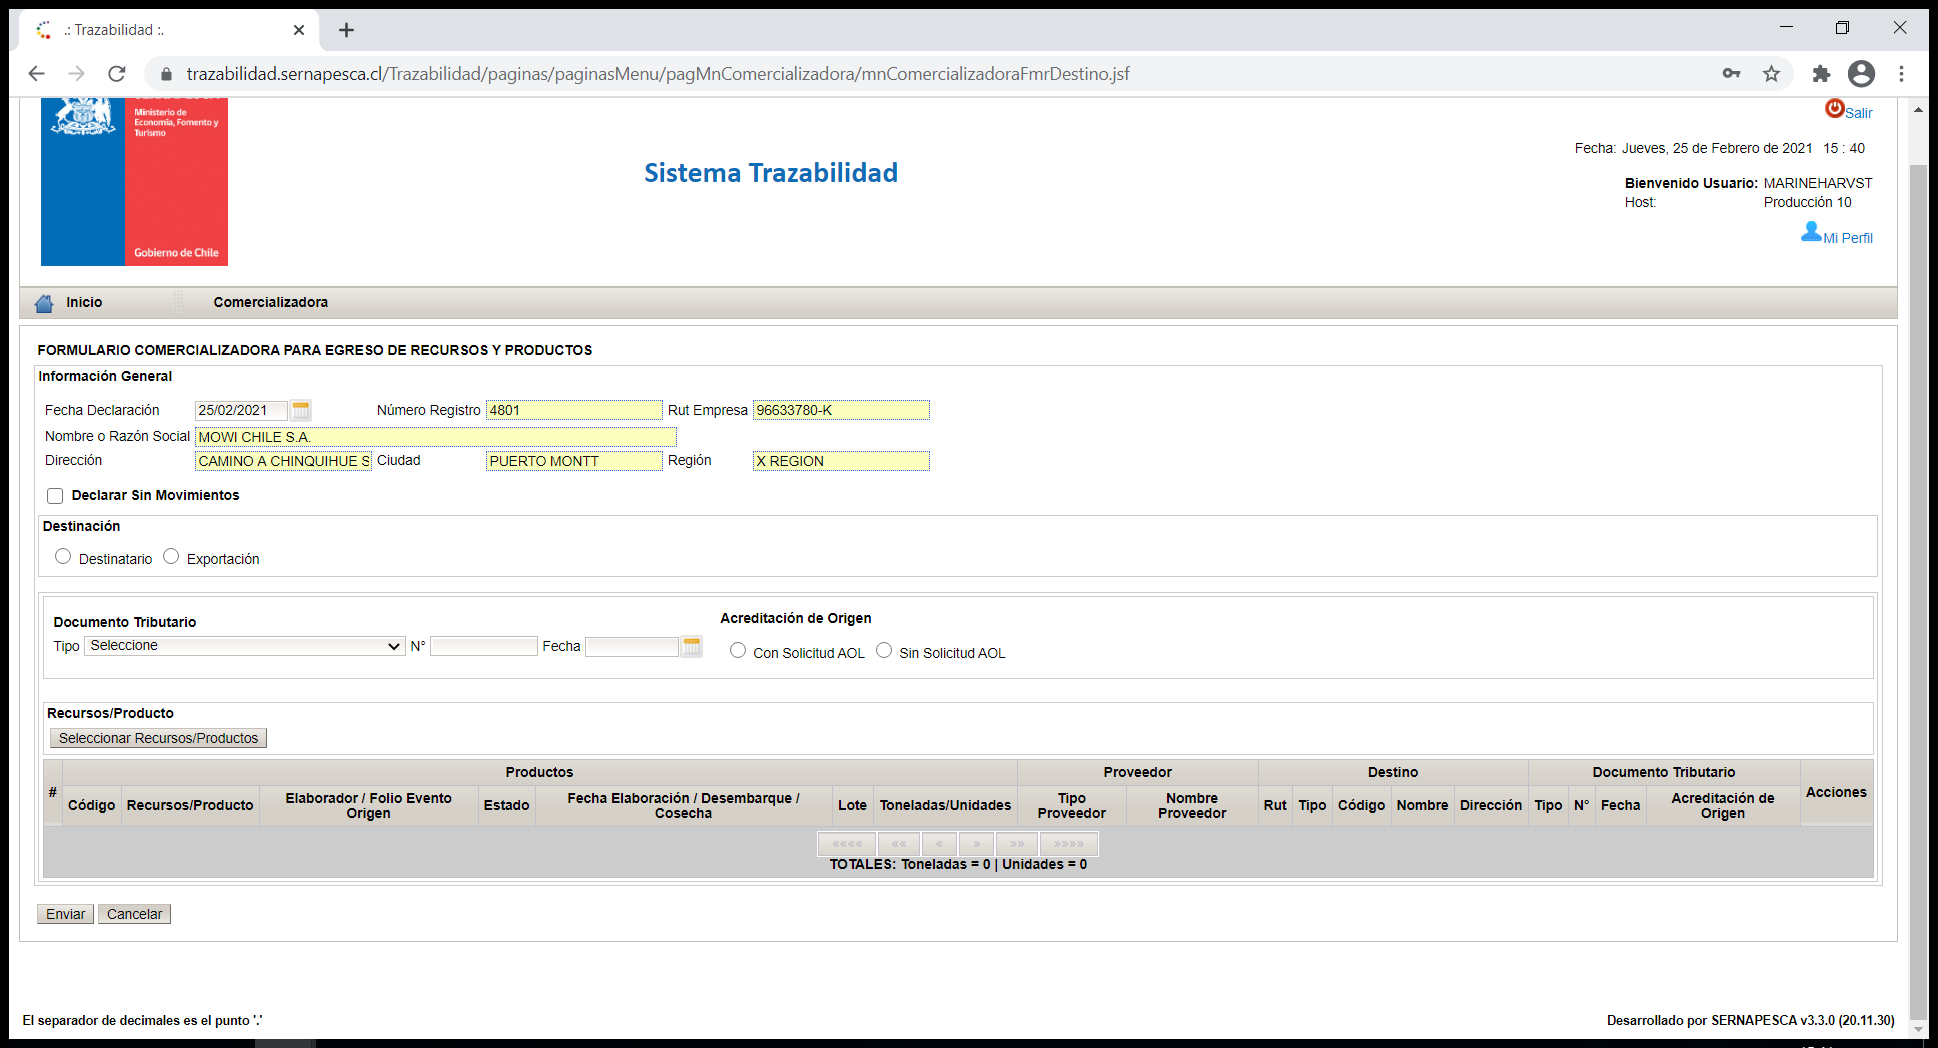 .: Trazabilidad :.
trazabilidad.sernapesca.cl/Trazabilidad/paginas/paginasMenu/pagMnComercializadora/mnComercializadoraFmrDestino.jsf
Ministerio de
Economía, Fomento y
Turismo
Gobierno de Chile
Sistema Trazabilidad
Salir
Fecha: Jueves, 25 de Febrero de 2021 15 : 40
Bienvenido Usuario: MARINEHARVST
Host: Producción 10
Mi Perfil
Inicio Comercializadora
FORMULARIO COMERCIALIZADORA PARA EGRESO DE RECURSOS Y PRODUCTOS
Información General
Fecha Declaración 25/02/2021 Número Registro 4801 Rut Empresa 96633780-K
Nombre o Razón Social MOWI CHILE S.A.
Dirección CAMINO A CHINQUIHUE S Ciudad PUERTO MONTT Región X REGION
Declarar Sin Movimientos
Destinación
Destinatario Exportación
Documento Tributario
Tipo Seleccione N° Fecha
Acreditación de Origen
Con Solicitud AOL Sin Solicitud AOL
Recursos/Producto
Seleccionar Recursos/Productos
# Productos Proveedor Destino Documento Tributario Acciones
Código Recursos/Producto Elaborador / Folio Evento Origen Estado Fecha Elaboración / Desembarque / Cosecha Lote Toneladas/Unidades Tipo Proveedor Nombre Proveedor Rut Tipo Código Nombre Dirección Tipo N° Fecha Acreditación de Origen
«««« «« « » »» »»»»
TOTALES: Toneladas = 0 | Unidades = 0
Enviar Cancelar
El separador de decimales es el punto '.'
Desarrollado por SERNAPESCA v3.3.0 (20.11.30)